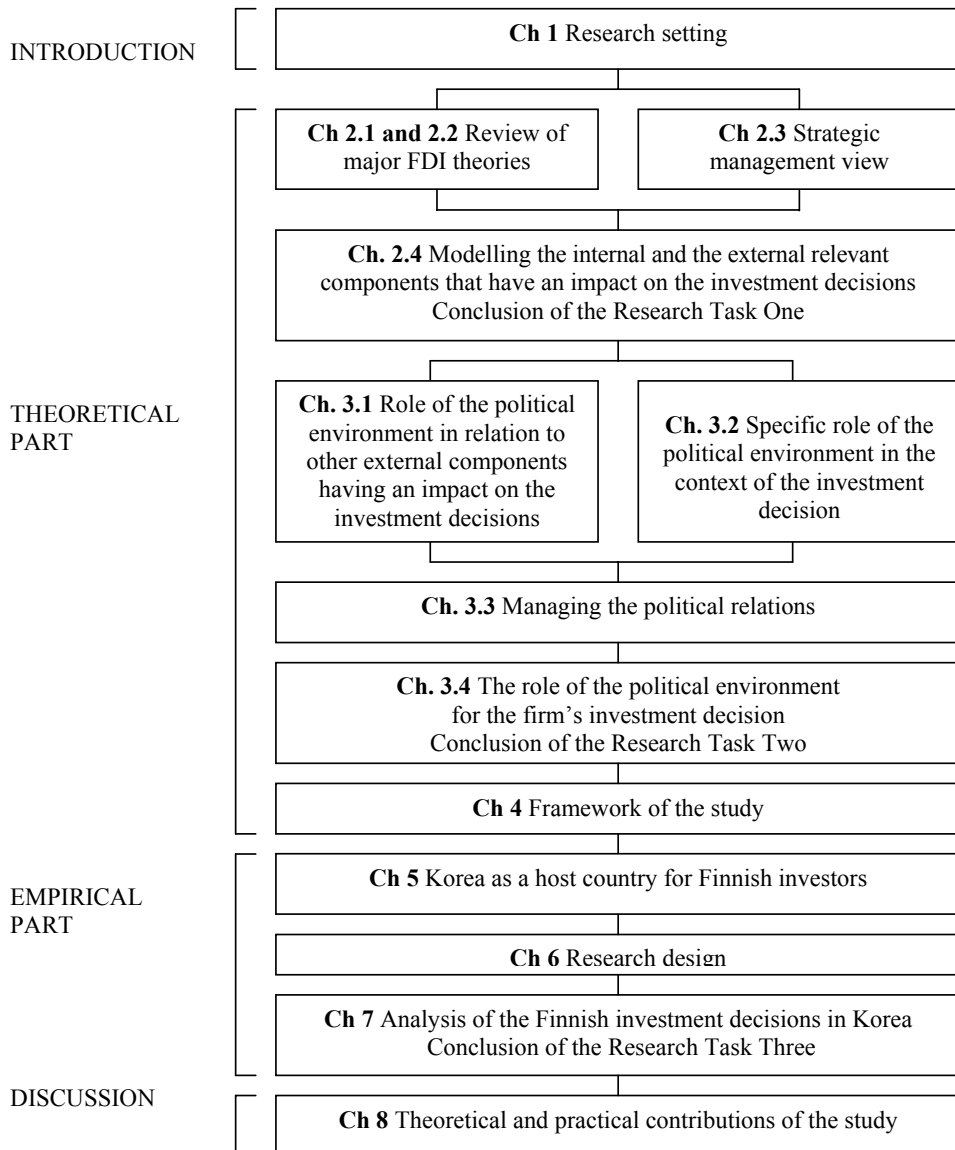 INTRODUCTION
Ch 1 Research setting
THEORETICAL
PART
Ch 2.1 and 2.2 Review of
major FDI theories
Ch 2.3 Strategic
management view
Ch. 2.4 Modelling the internal and the external relevant
components that have an impact on the investment decisions
Conclusion of the Research Task One
Ch. 3.1 Role of the political
environment in relation to
other external components
having an impact on the
investment decisions
Ch. 3.2 Specific role of the
political environment in the
context of the investment
decision
Ch. 3.3 Managing the political relations
Ch. 3.4 The role of the political environment
for the firm's investment decision
Conclusion of the Research Task Two
Ch 4 Framework of the study
EMPIRICAL
PART
Ch 5 Korea as a host country for Finnish investors
Ch 6 Research design
Ch 7 Analysis of the Finnish investment decisions in Korea
Conclusion of the Research Task Three
DISCUSSION
Ch 8 Theoretical and practical contributions of the study